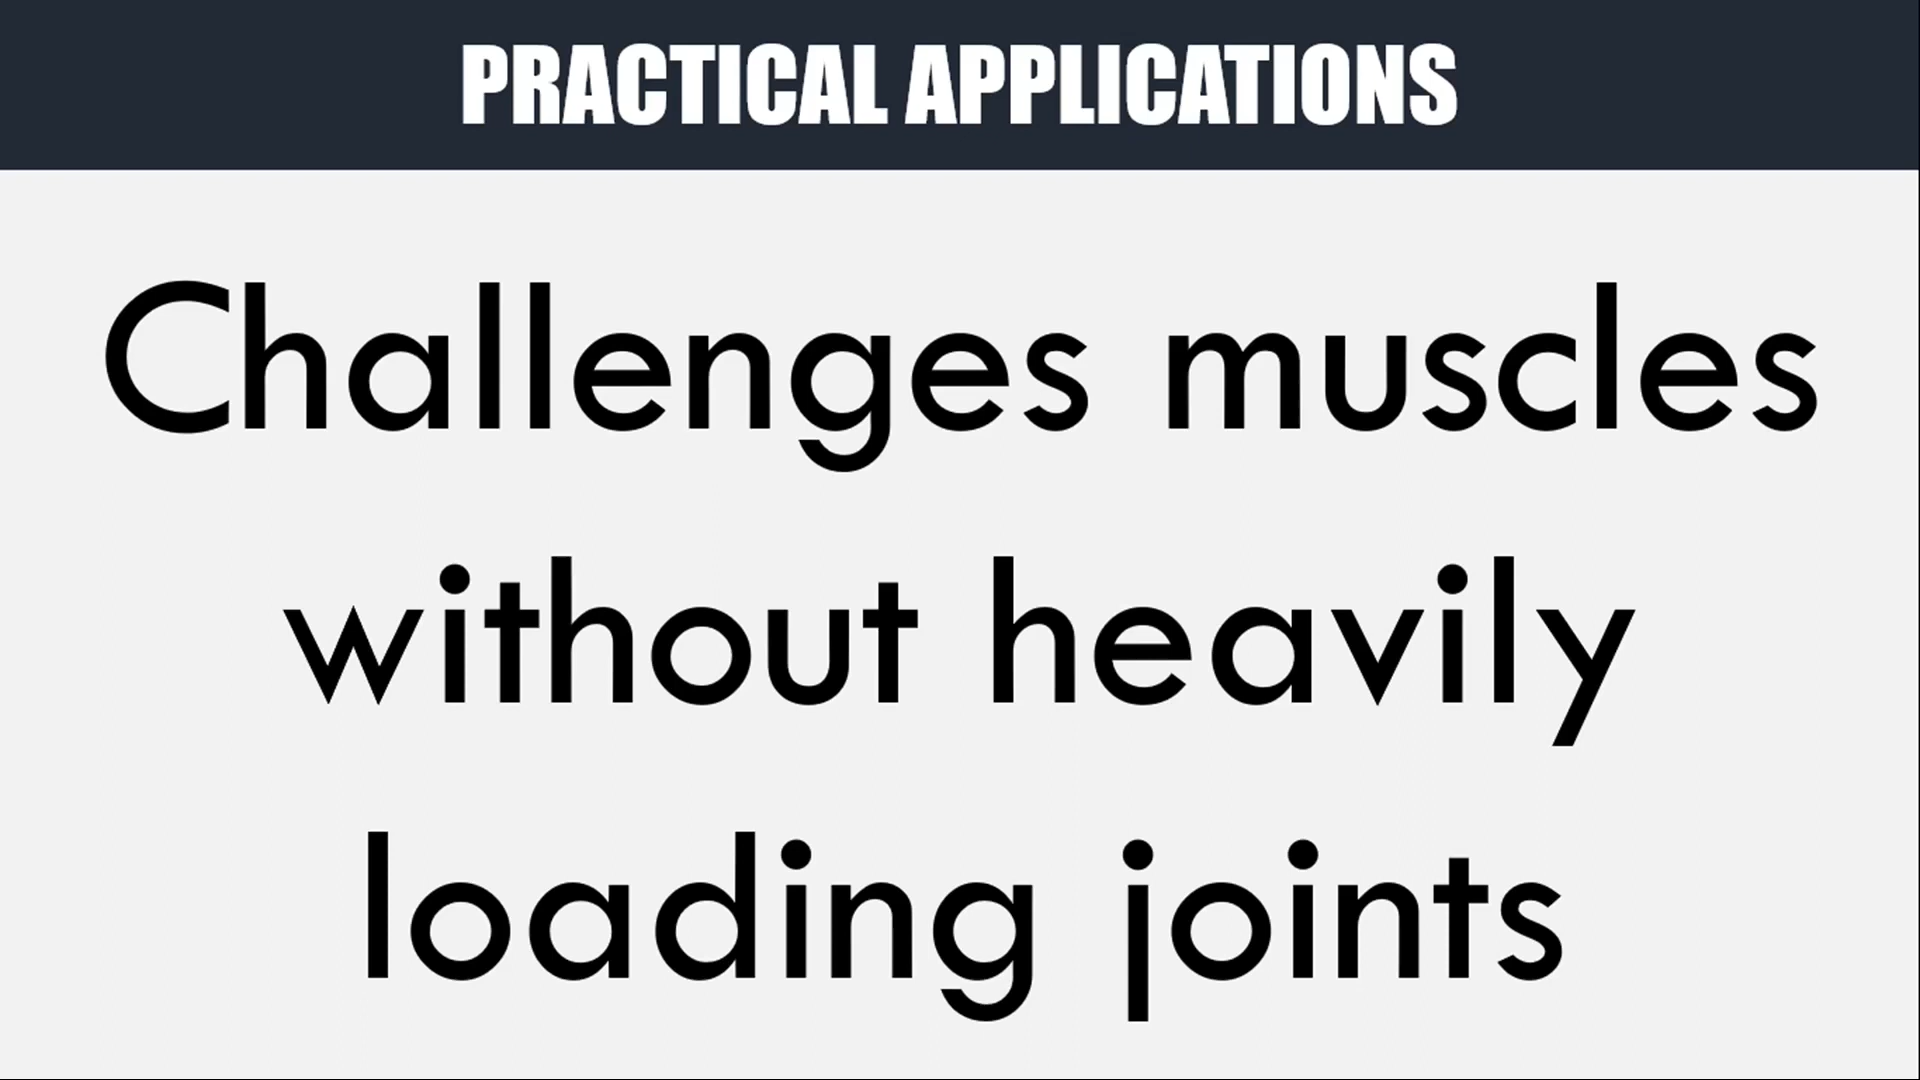 PRACTICAL APPLICATIONS
Challenges muscles
without heavily
loading joints